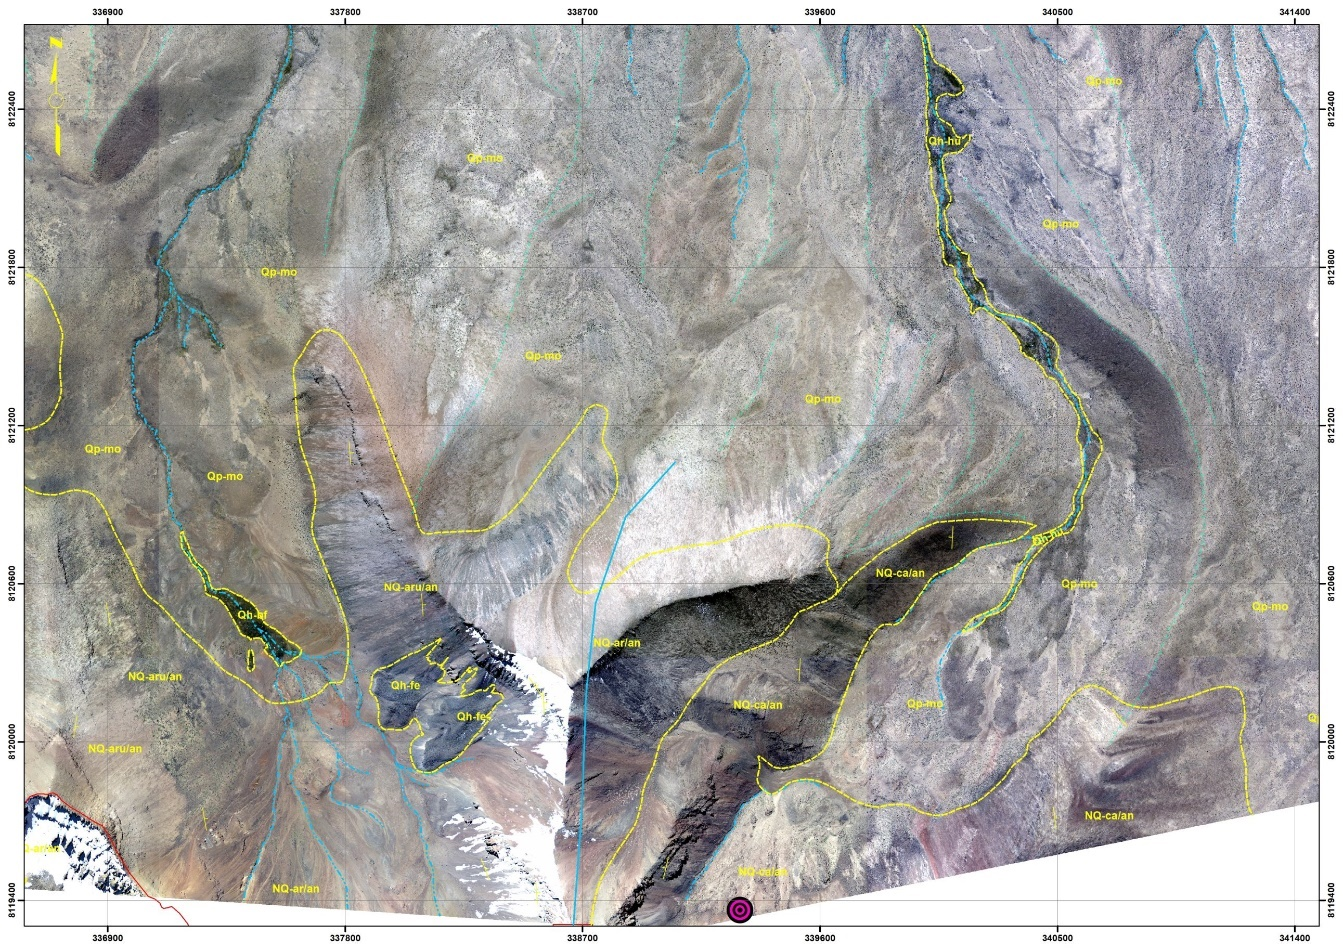 336900 337800 338700 339600 340500 341400
N
Qp-mo
8122400 8122400
Qh-hu
Qp-mo
Qp-mo
Qp-mo
8121800 8121800
Qp-mo
Qp-mo
8121200 8121200
Qp-mo
Qp-mo
Qh-hu
NQ-ca/an
8120600 8120600
NQ-aru/an
Qp-mo
Qp-mo
Qh-bf
NQ-ar/an
NQ-aru/an
Qh-fe
NQ-ca/an
Qp-mo
Qh-fe
NQ-aru/an
8120000 8120000
NQ-ca/an
NQ-ca/an
NQ-ar/an
8119400 8119400
336900 337800 338700 339600 340500 341400